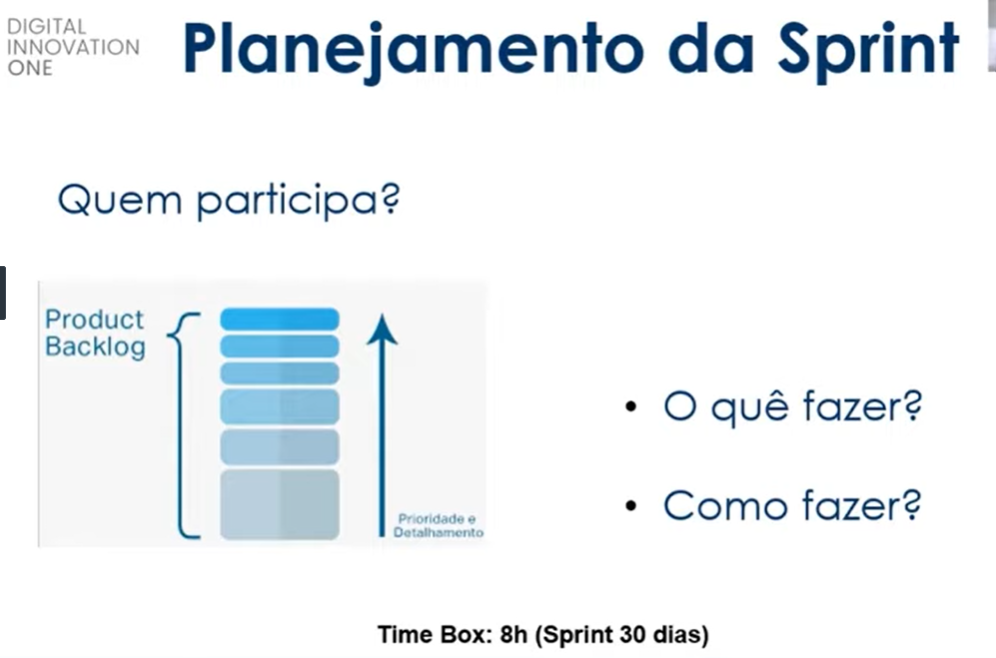 DIGITAL
INNOVATION
ONE
Planejamento da Sprint
Quem participa?
Product
Backlog
Prioridade e
Detalhamento
• O quê fazer?
• Como fazer?
Time Box: 8h (Sprint 30 dias)